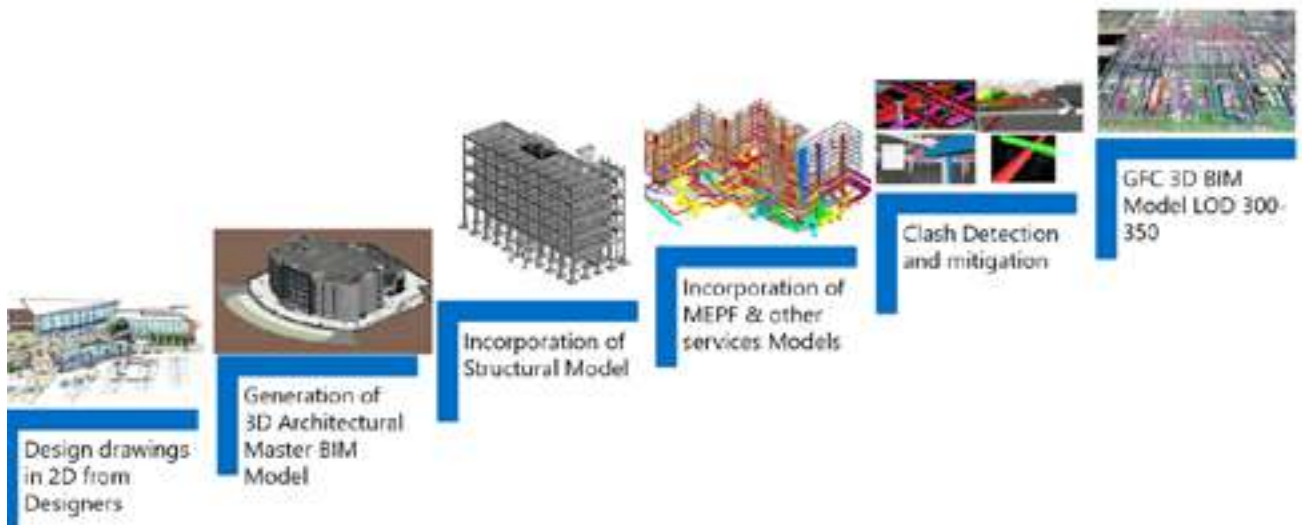 Design drawings
in 2D from
Designers
Generation of
3D Architectural
Master BIM
Model
Incorporation of
Structural Model
Incorporation of
MEPF & other
services Models
Clash Detection
and mitigation
GFC 3D BIM
Model LOD 300-
350